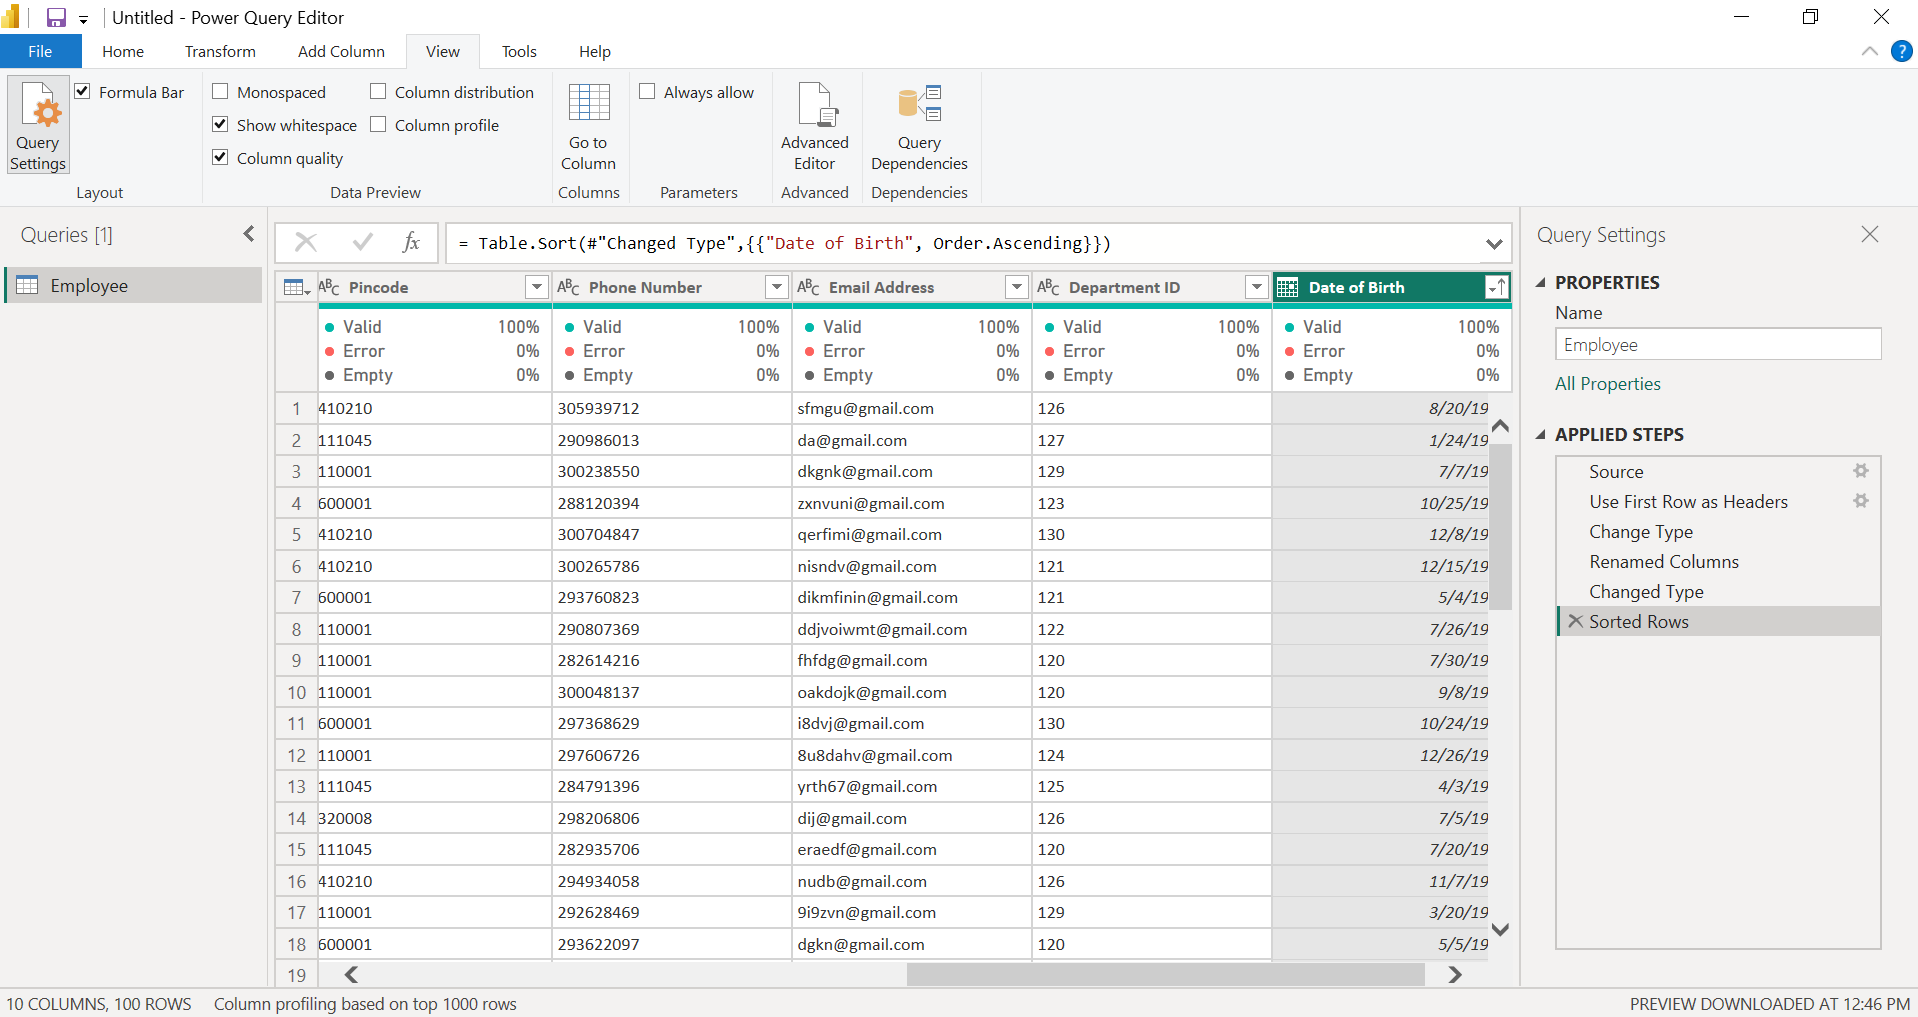 Untitled - Power Query Editor
File Home Transform Add Column View Tools Help
Query Settings
Formula Bar
Layout
Monospaced
Show whitespace
Column quality
Column distribution
Column profile
Data Preview
Go to Column
Columns
Always allow
Parameters
Advanced Editor
Advanced
Query Dependencies
Dependencies
Queries [1]
Employee
fx
= Table.Sort(#"Changed Type",{{"Date of Birth", Order.Ascending}})
ABC Pincode ABC Phone Number ABC Email Address ABC Department ID Date of Birth
Valid 100% Valid 100% Valid 100% Valid 100% Valid 100%
Error 0% Error 0% Error 0% Error 0% Error 0%
Empty 0% Empty 0% Empty 0% Empty 0% Empty 0%
1 410210 305939712 sfmgu@gmail.com 126 8/20/19
2 111045 290986013 da@gmail.com 127 1/24/19
3 110001 300238550 dkgnk@gmail.com 129 7/7/19
4 600001 288120394 zxnvuni@gmail.com 123 10/25/19
5 410210 300704847 qerfimi@gmail.com 130 12/8/19
6 410210 300265786 nisndv@gmail.com 121 12/15/19
7 600001 293760823 dikmfinin@gmail.com 121 5/4/19
8 110001 290807369 ddjvoiwmt@gmail.com 122 7/26/19
9 110001 282614216 fhfdg@gmail.com 120 7/30/19
10 110001 300048137 oakdojk@gmail.com 120 9/8/19
11 600001 297368629 i8dvj@gmail.com 130 10/24/19
12 110001 297606726 8u8dahv@gmail.com 124 12/26/19
13 111045 284791396 yrth67@gmail.com 125 4/3/19
14 320008 298206806 dij@gmail.com 126 7/5/19
15 111045 282935706 eraedf@gmail.com 120 7/20/19
16 410210 294934058 nudb@gmail.com 126 11/7/19
17 110001 292628469 9i9zvn@gmail.com 129 3/20/19
18 600001 293622097 dgkn@gmail.com 120 5/5/19
19
Query Settings
PROPERTIES
Name
Employee
All Properties
APPLIED STEPS
Source
Use First Row as Headers
Change Type
Renamed Columns
Changed Type
Sorted Rows
10 COLUMNS, 100 ROWS Column profiling based on top 1000 rows PREVIEW DOWNLOADED AT 12:46 PM